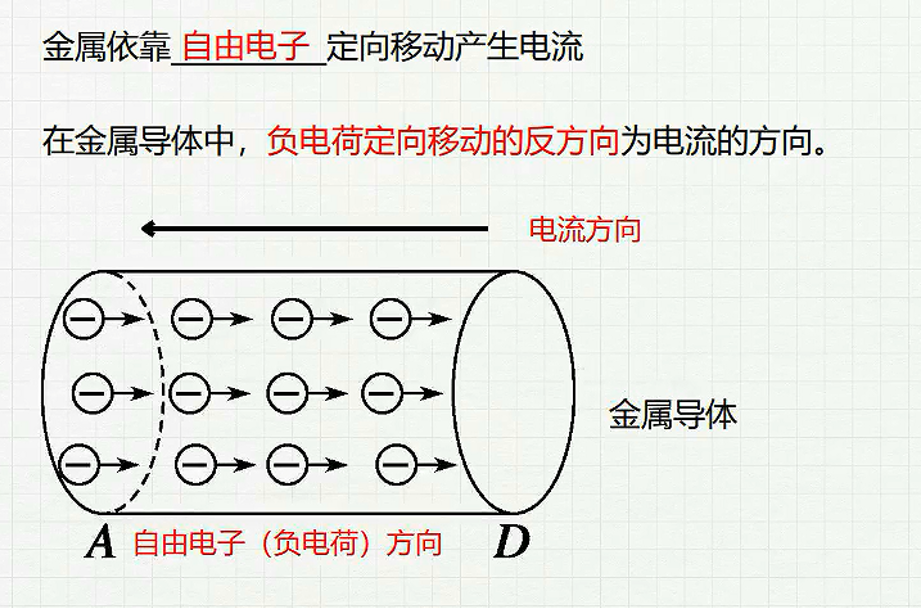 金属依靠 自由电子 定向移动产生电流
在金属导体中，负电荷定向移动的反方向为电流的方向。
电流方向
金属导体
A 自由电子（负电荷）方向 D